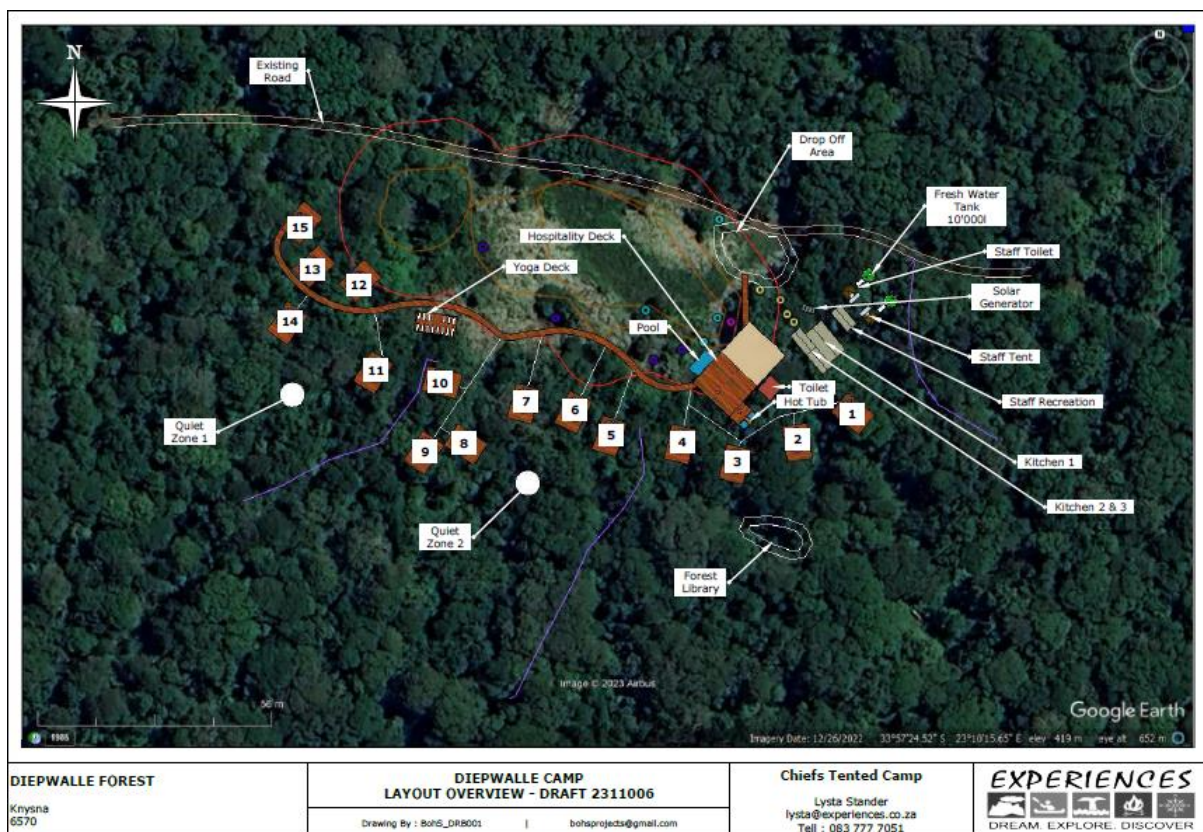 N
N
Existing
Road
Drop Off
Area
Fresh Water
Tank
10'000l
Hospitality Deck
Staff Toilet
15
13
12
Yoga Deck
Solar
Generator
14
Pool
Staff Tent
11
10
Toilet
Hot Tub
Staff Recreation
7
6
1
Quiet
Zone 1
9
8
5
4
2
3
Kitchen 1
Kitchen 2 & 3
Quiet
Zone 2
Forest
Library
Image © 2023 Airbus
56 m
Google Earth
1985
Imagery Date: 12/26/2022 33°57'24.52" S 23°10'15.65" E elev 419 m eye alt 652 m
DIEPWALLE FOREST
Knysna
6570
DIEPWALLE CAMP
LAYOUT OVERVIEW - DRAFT 2311006
Drawing By : BohS_DRB001 | bohsprojects@gmail.com
Chiefs Tented Camp
Lysta Stander
lysta@experiences.co.za
Tell : 083 777 7051
EXPERIENCES
DREAM. EXPLORE. DISCOVER